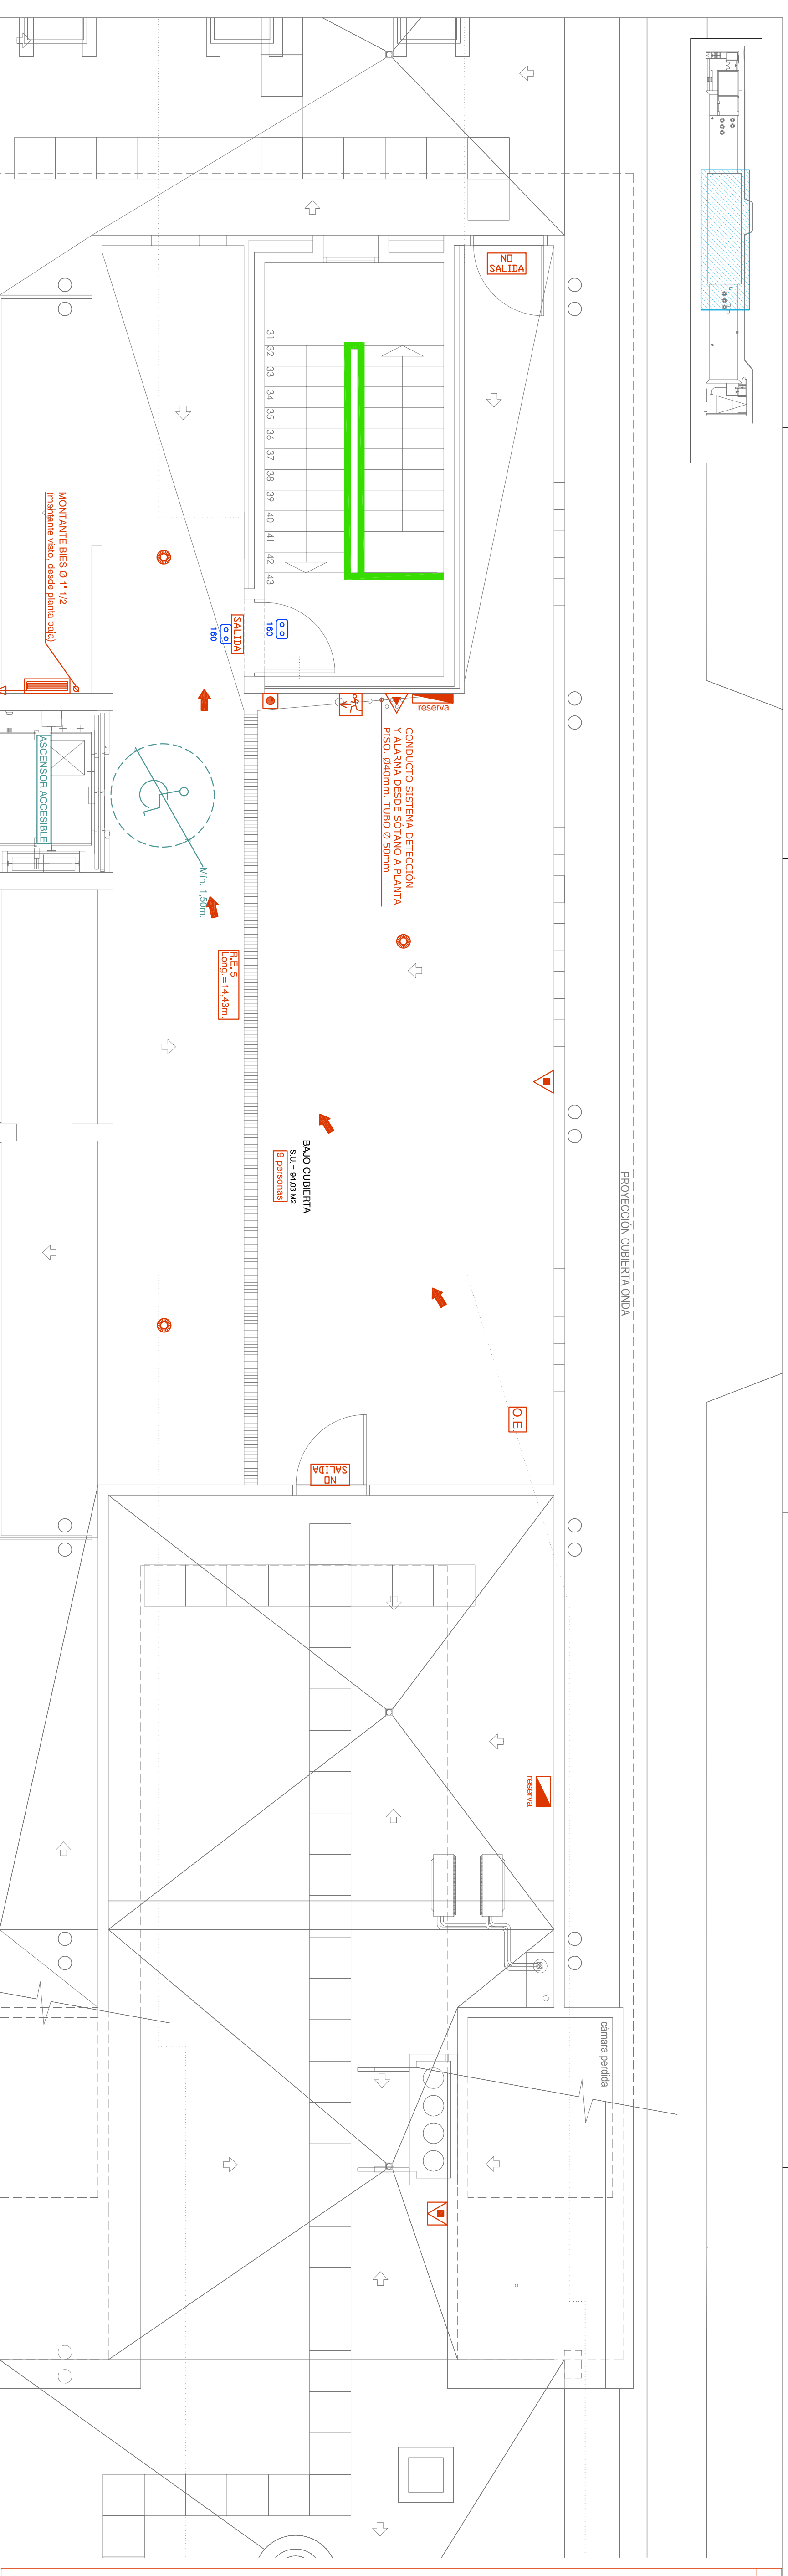 NO
SALIDA
31
32
33
34
35
36
37
38
39
40
41
42
43
MONTANTE BIES Ø 1" 1/2
(montante visto, desde planta baja)
SALIDA
160
160
reserva
CONDUCTO SISTEMA DETECCIÓN
Y ALARMA DESDE SÓTANO A PLANTA
PISO. Ø40mm. TUBO Ø 50mm
ASCENSOR ACCESIBLE
Mín. 1,50m.
R.E. 5
Long.=14,43m.
BAJO CUBIERTA
S.U.= 94,03 M2
9 personas
PROYECCIÓN CUBIERTA ONDA
O.E.
NO
SALIDA
reserva
cámara perdida